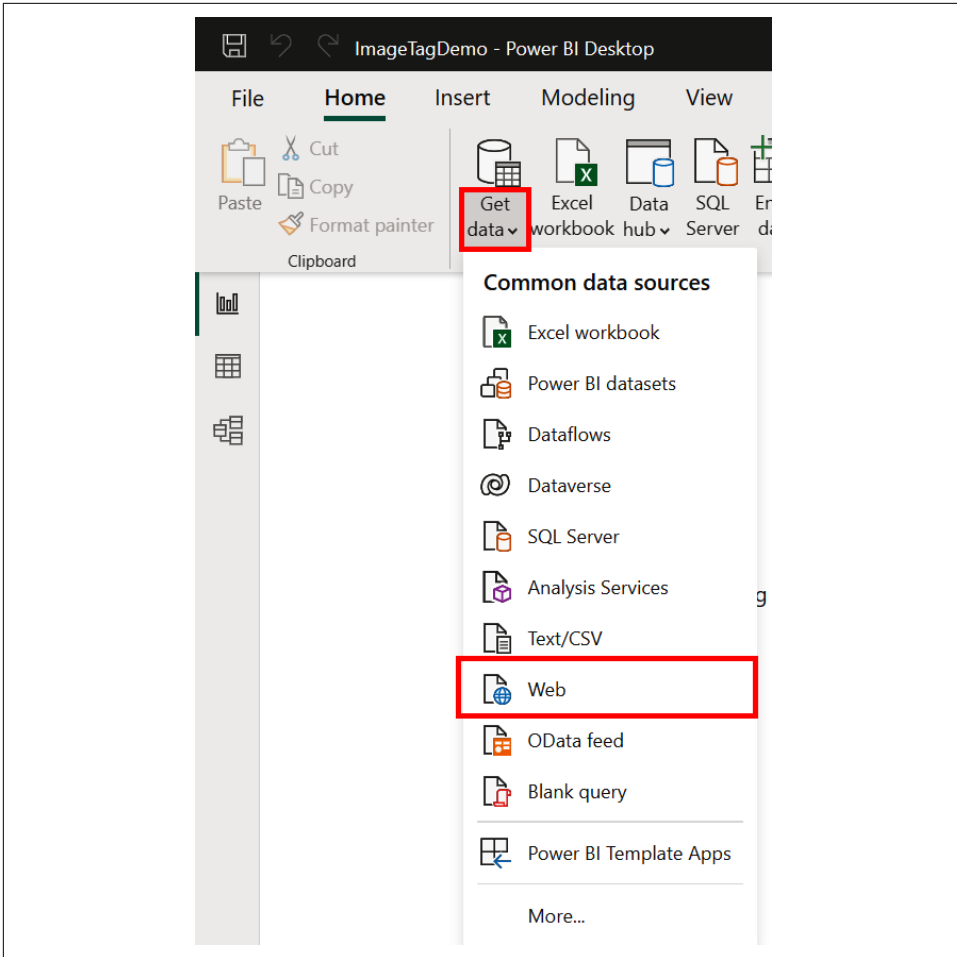 ImageTagDemo - Power BI Desktop
File Home Insert Modeling View
Cut
Copy
Paste
Format painter
Clipboard
Get data
Excel workbook
Data hub
SQL Server
Common data sources
Excel workbook
Power BI datasets
Dataflows
Dataverse
SQL Server
Analysis Services
Text/CSV
Web
OData feed
Blank query
Power BI Template Apps
More...